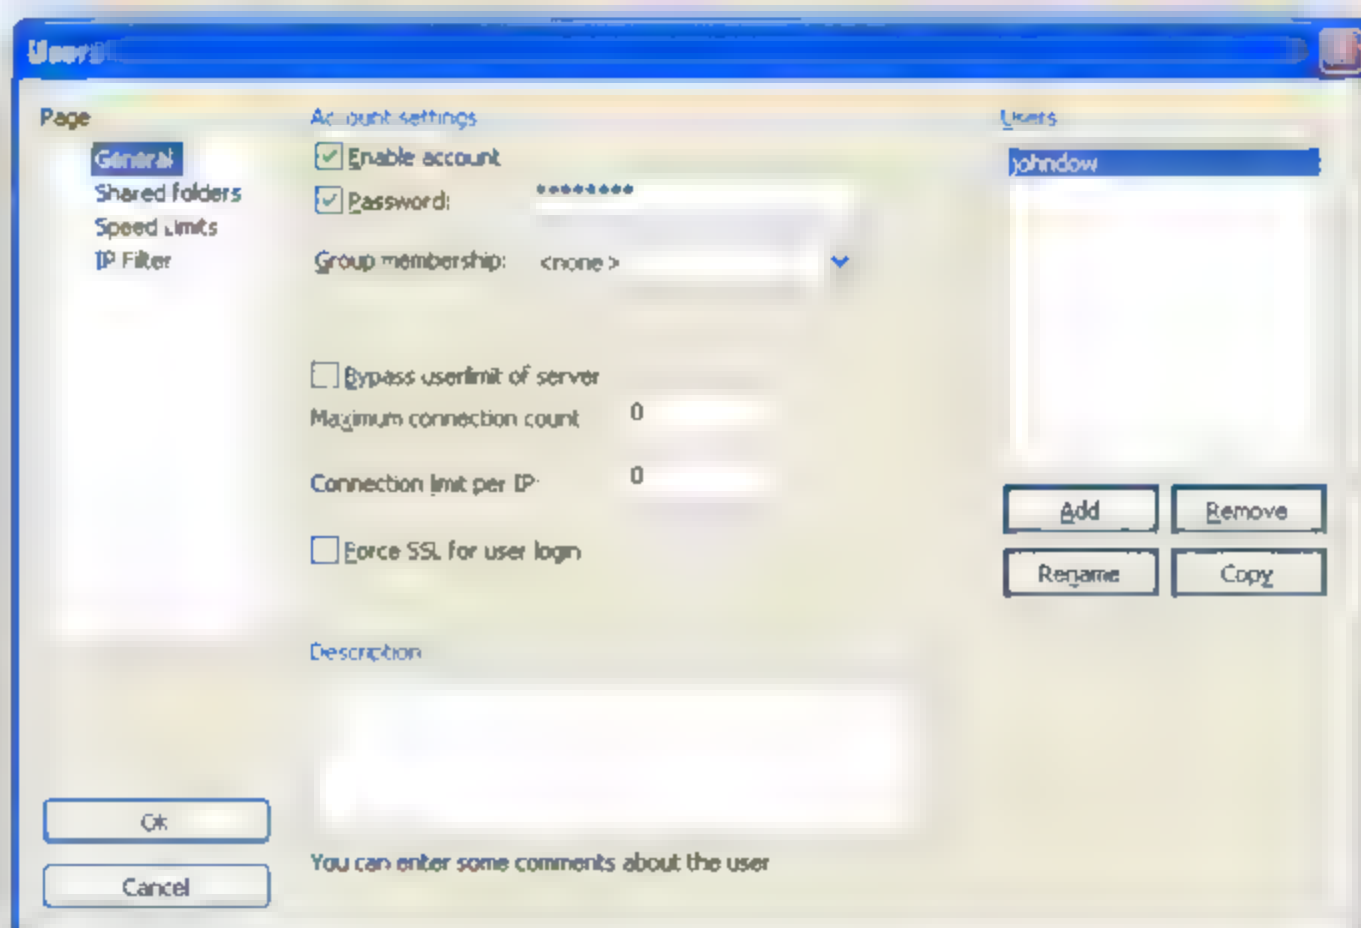 Users
Page
General
Shared folders
Speed Limits
IP Filter
Account settings
Enable account
Password: ********
Group membership: <none>
Bypass userlimit of server
Maximum connection count 0
Connection limit per IP: 0
Force SSL for user login
Description
You can enter some comments about the user
Users
johndow
Add
Remove
Rename
Copy
OK
Cancel